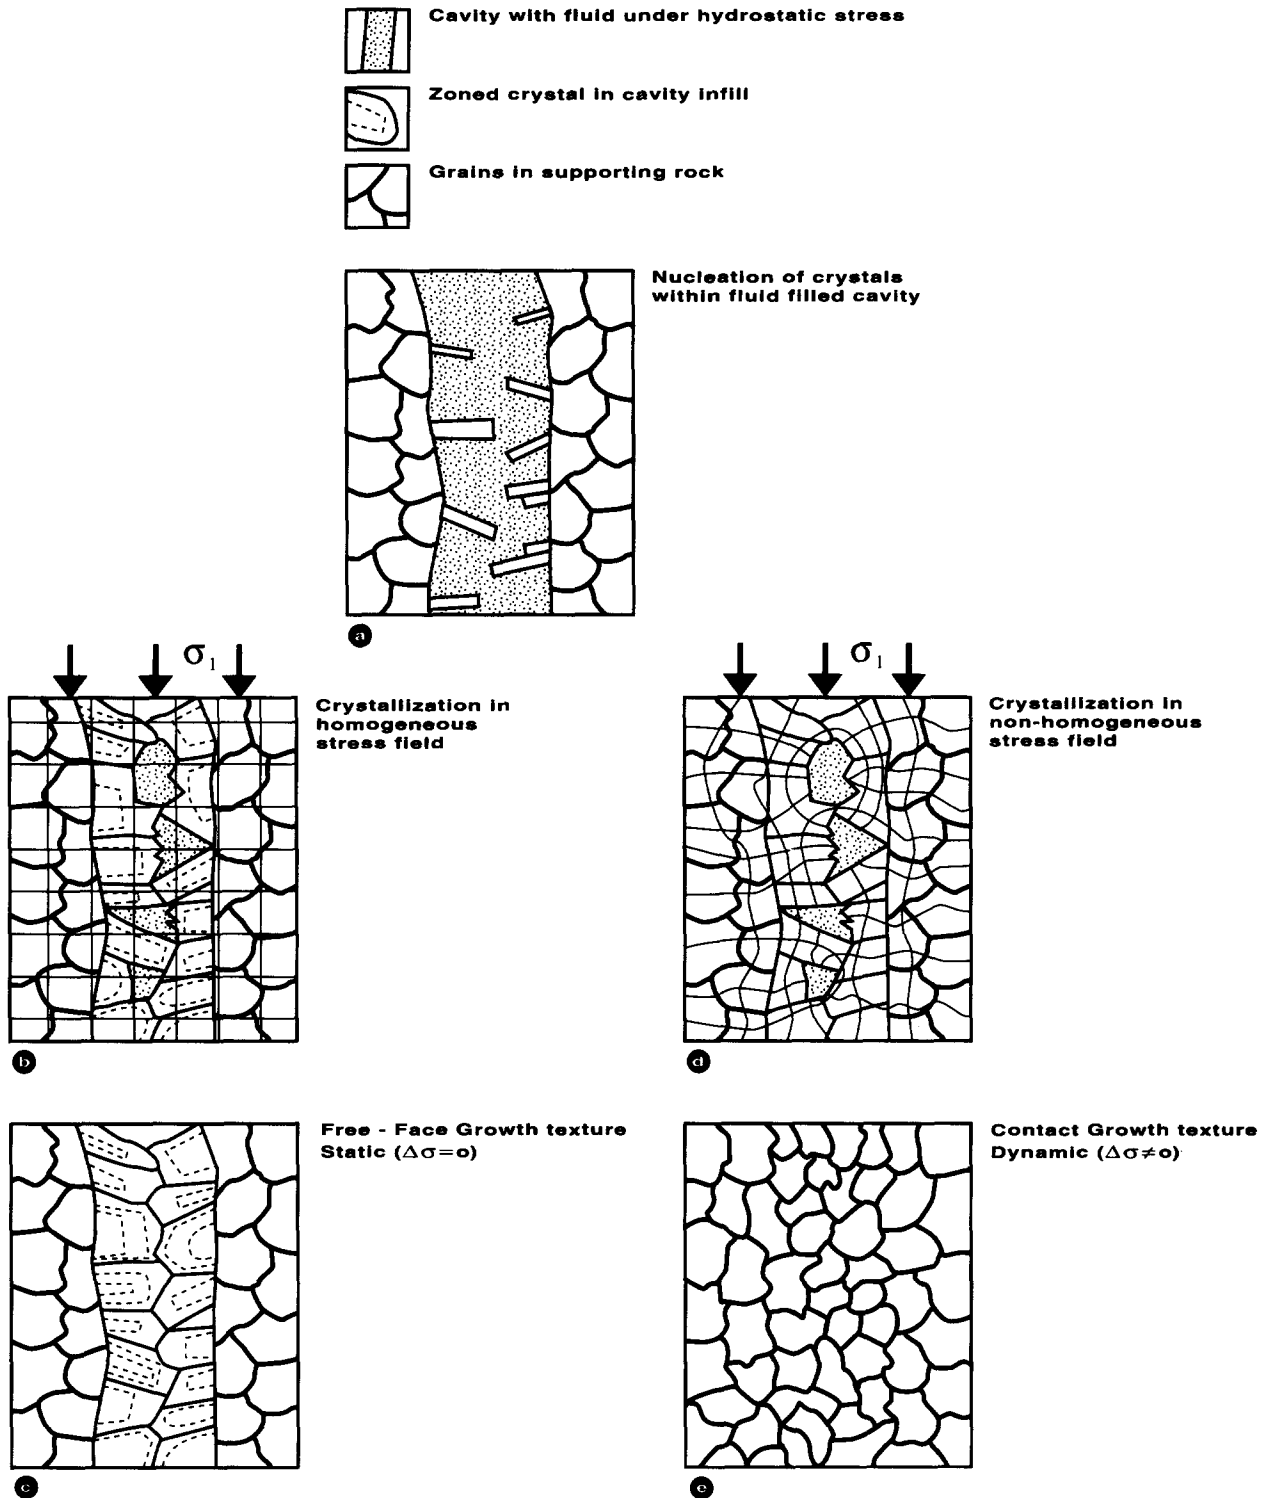 Cavity with fluid under hydrostatic stress
Zoned crystal in cavity infill
Grains in supporting rock
Nucleation of crystals
within fluid filled cavity
a
σ₁
Crystallization in
homogeneous
stress field
b
σ₁
Crystallization in
non-homogeneous
stress field
d
Free - Face Growth texture
Static (Δσ=o)
c
Contact Growth texture
Dynamic (Δσ≠o)
e